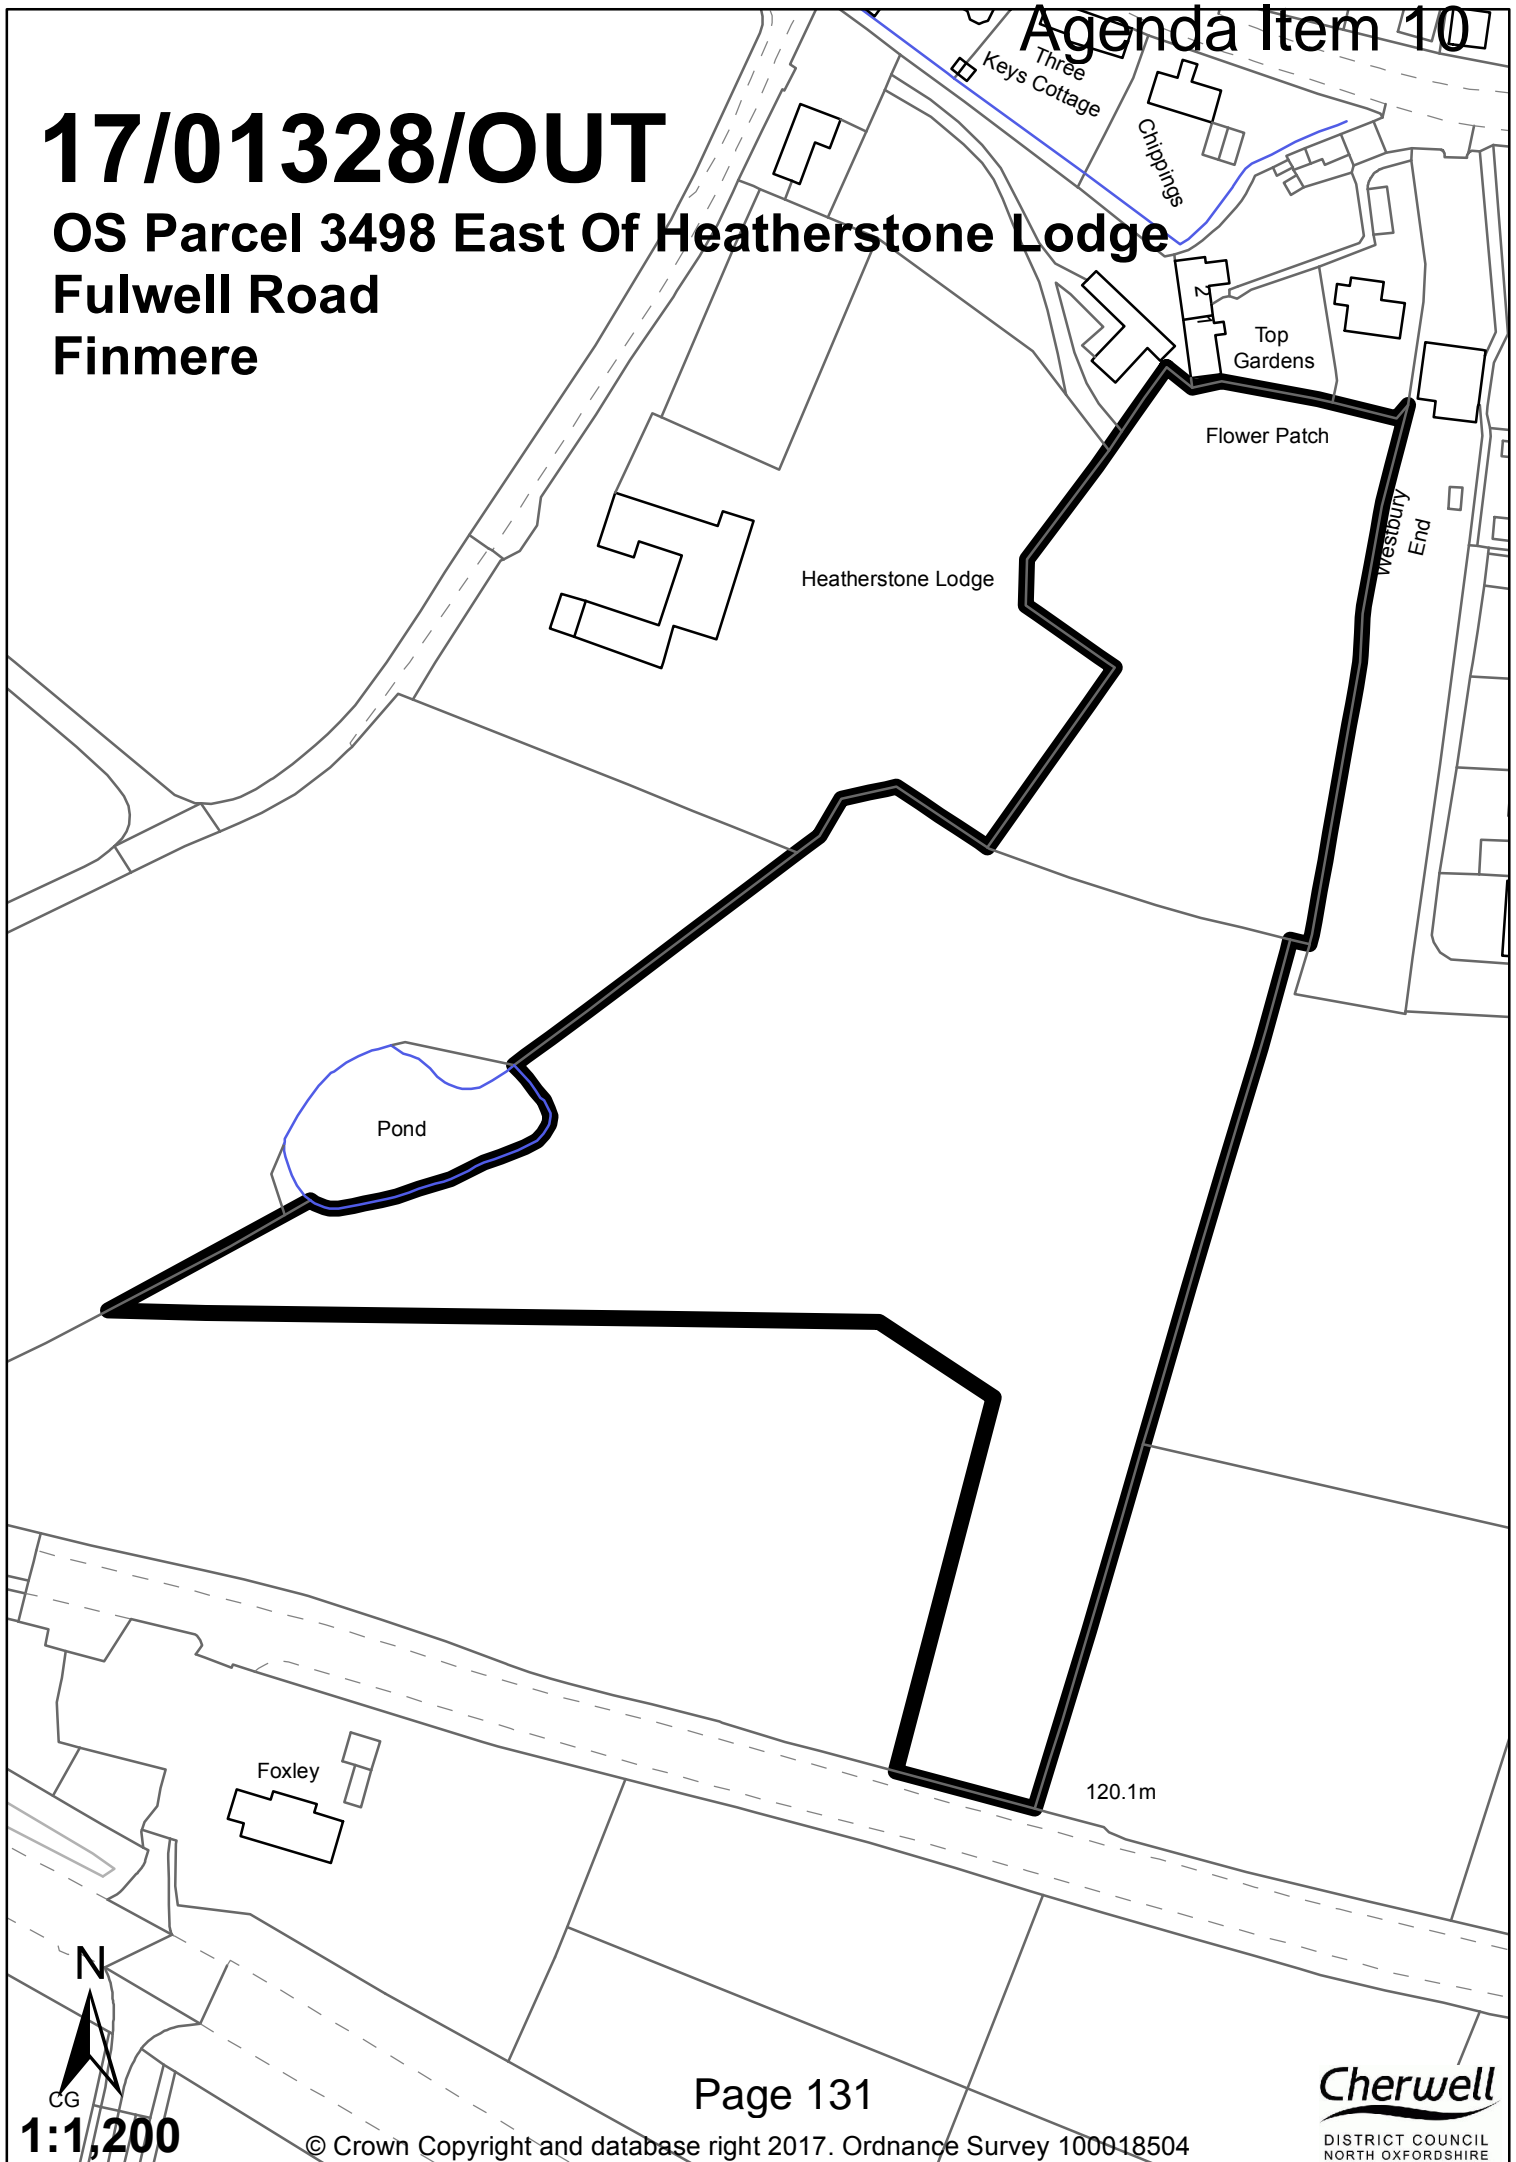 Agenda Item 10
17/01328/OUT
OS Parcel 3498 East Of Heatherstone Lodge
Fulwell Road
Finmere
Three
Keys Cottage
Chippings
2
1
Top
Gardens
Flower Patch
Westbury
End
Heatherstone Lodge
Pond
Foxley
120.1m
N
CG
1:1,200
Page 131
© Crown Copyright and database right 2017. Ordnance Survey 100018504
Cherwell
DISTRICT COUNCIL
NORTH OXFORDSHIRE